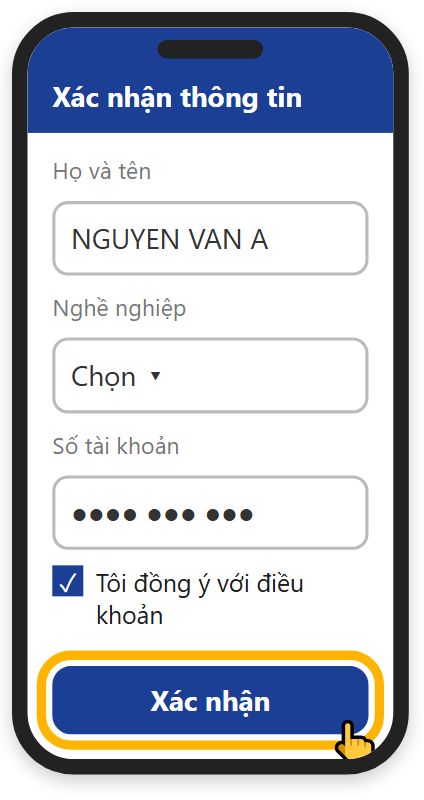 Xác nhận thông tin
Họ và tên
NGUYEN VAN A
Nghề nghiệp
Chọn ▼
Số tài khoản
●●●● ●●● ●●●
✓ Tôi đồng ý với điều
khoản
Xác nhận